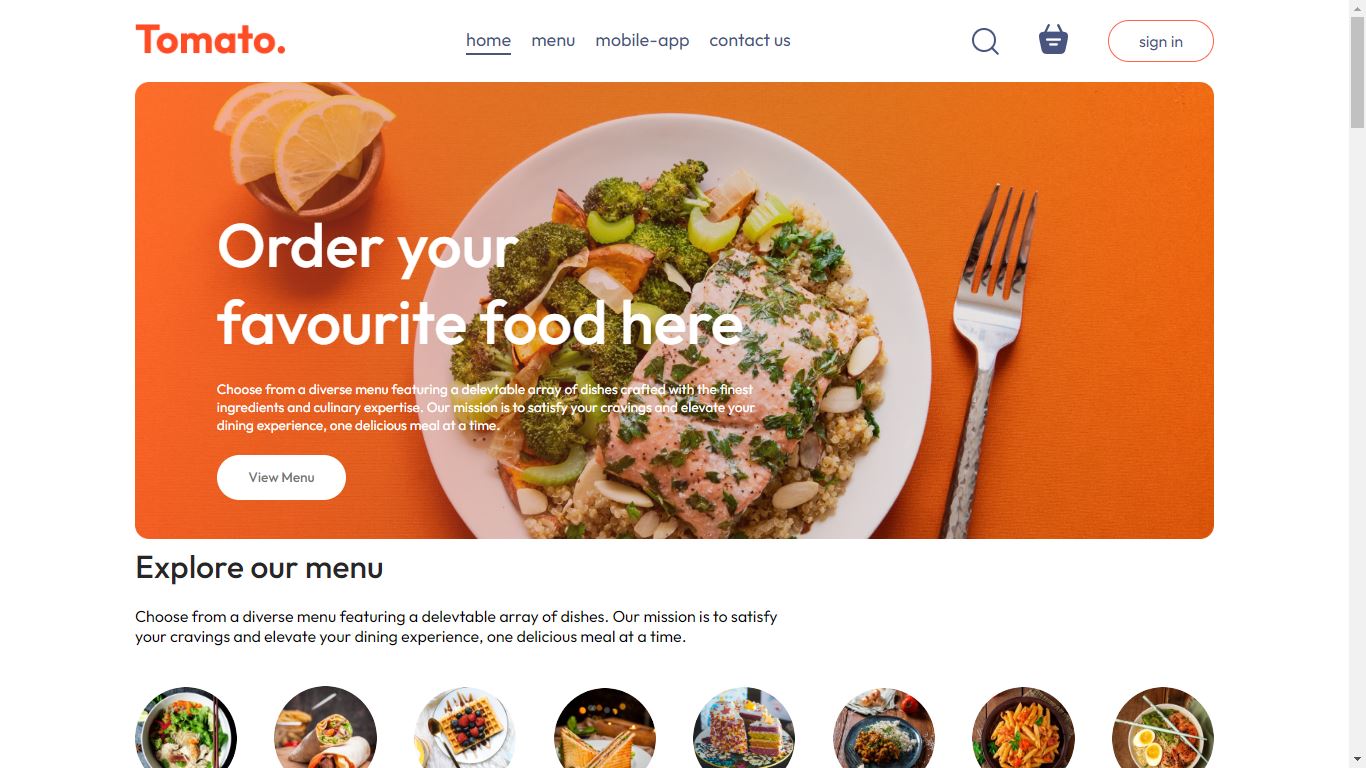 Tomato.
home menu mobile-app contact us
sign in
Order your
favourite food here
Choose from a diverse menu featuring a delevtable array of dishes crafted with the finest
ingredients and culinary expertise. Our mission is to satisfy your cravings and elevate your
dining experience, one delicious meal at a time.
View Menu
Explore our menu
Choose from a diverse menu featuring a delevtable array of dishes. Our mission is to satisfy
your cravings and elevate your dining experience, one delicious meal at a time.